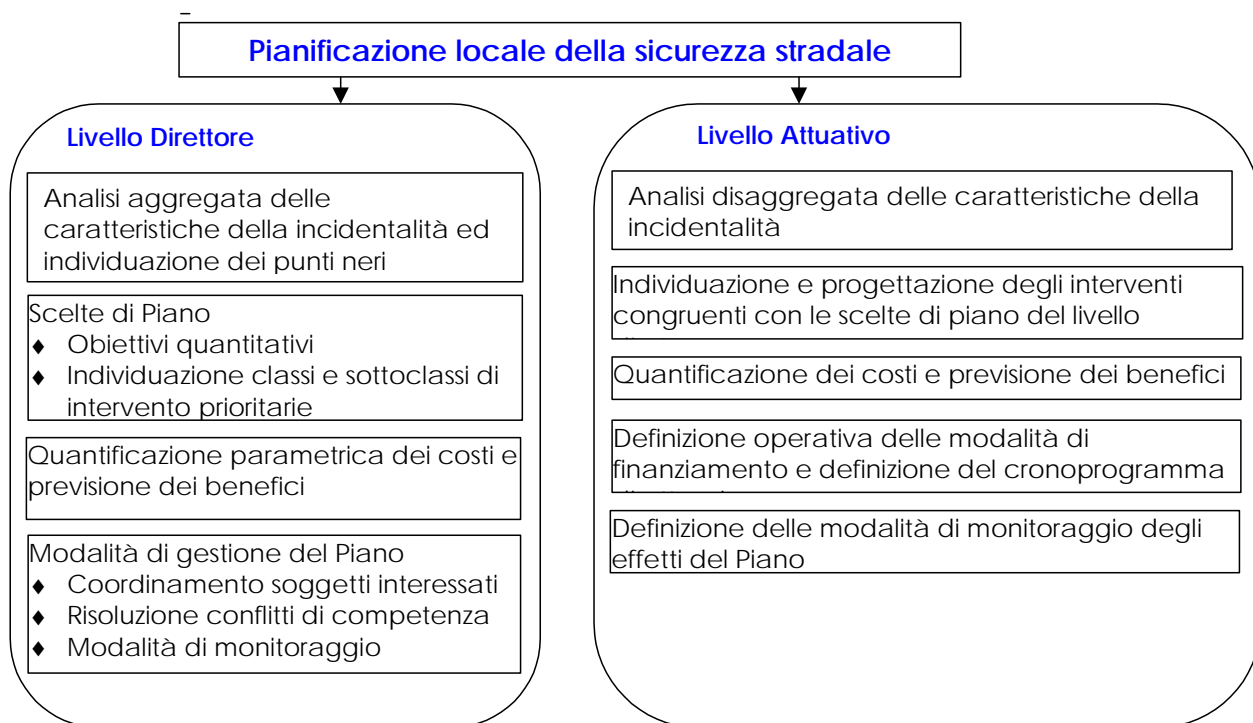 Pianificazione locale della sicurezza stradale
Livello Direttore
Analisi aggregata delle
caratteristiche della incidentalità ed
individuazione dei punti neri
Scelte di Piano
♦ Obiettivi quantitativi
♦ Individuazione classi e sottoclassi di
intervento prioritarie
Quantificazione parametrica dei costi e
previsione dei benefici
Modalità di gestione del Piano
♦ Coordinamento soggetti interessati
♦ Risoluzione conflitti di competenza
♦ Modalità di monitoraggio
Livello Attuativo
Analisi disaggregata delle caratteristiche della
incidentalità
Individuazione e progettazione degli interventi
congruenti con le scelte di piano del livello
Quantificazione dei costi e previsione dei benefici
Definizione operativa delle modalità di
finanziamento e definizione del cronoprogramma
Definizione delle modalità di monitoraggio degli
effetti del Piano